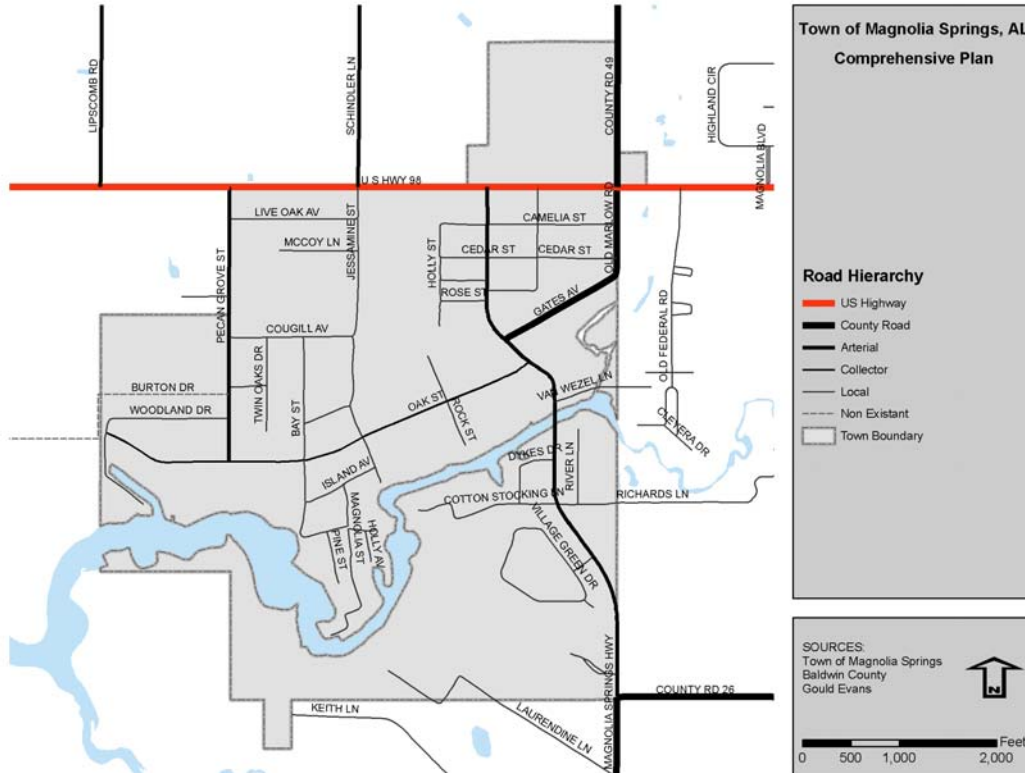 Town of Magnolia Springs, AL
Comprehensive Plan
Road Hierarchy
US Highway
County Road
Arterial
Collector
Local
Non Existant
Town Boundary
SOURCES:
Town of Magnolia Springs
Baldwin County
Gould Evans
N
Feet
0 500 1,000 2,000
LIPSCOMB RD
SCHINDLER LN
COUNTY RD 49
HIGHLAND CIR
MAGNOLIA BLVD
U S HWY 98
LIVE OAK AV
MCCOY LN
JESSAMINE ST
PECAN GROVE ST
CAMELIA ST
HOLLY ST
CEDAR ST
CEDAR ST
OLD MARLOW RD
ROSE ST
GATES AV
OLD FEDERAL RD
COUGILL AV
TWIN OAKS DR
BURTON DR
WOODLAND DR
BAY ST
OAK ST
ROCK ST
VAN WEZEL LN
CLEYERA DR
ISLAND AV
DYKES DR
RIVER LN
COTTON STOCKING LN
RICHARDS LN
MAGNOLIA ST
HOLLY AV
PINE ST
VILLAGE GREEN DR
MAGNOLIA SPRINGS HWY
COUNTY RD 26
KEITH LN
LAURENDINE LN